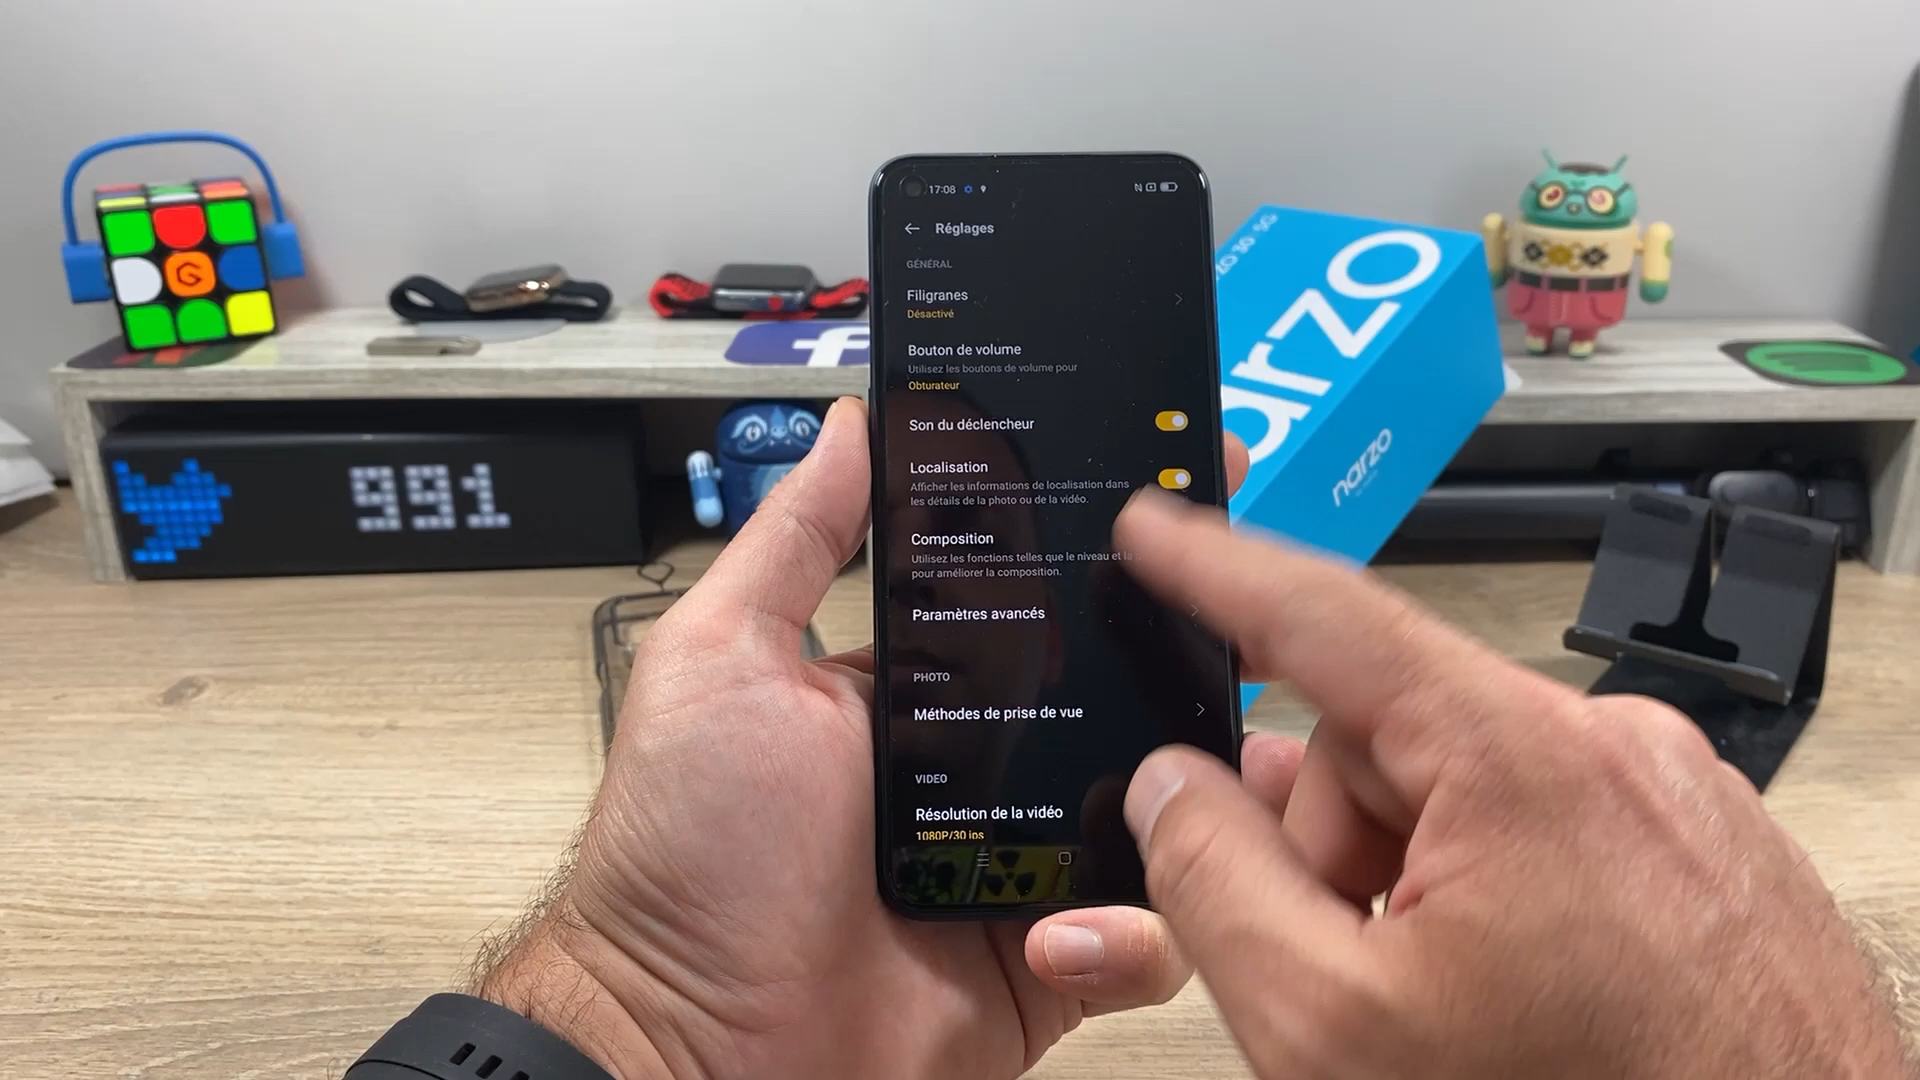 17:08
Réglages
GÉNÉRAL
Filigranes
Désactivé
Bouton de volume
Utilisez les boutons de volume pour
Obturateur
Son du déclencheur
Localisation
Afficher les informations de localisation dans
les détails de la photo ou de la vidéo.
Composition
Utilisez les fonctions telles que le niveau et la
pour améliorer la composition.
Paramètres avancés
PHOTO
Méthodes de prise de vue
VIDEO
Résolution de la vidéo
1080P/30 ips
991
arzo
30 5G
narzo